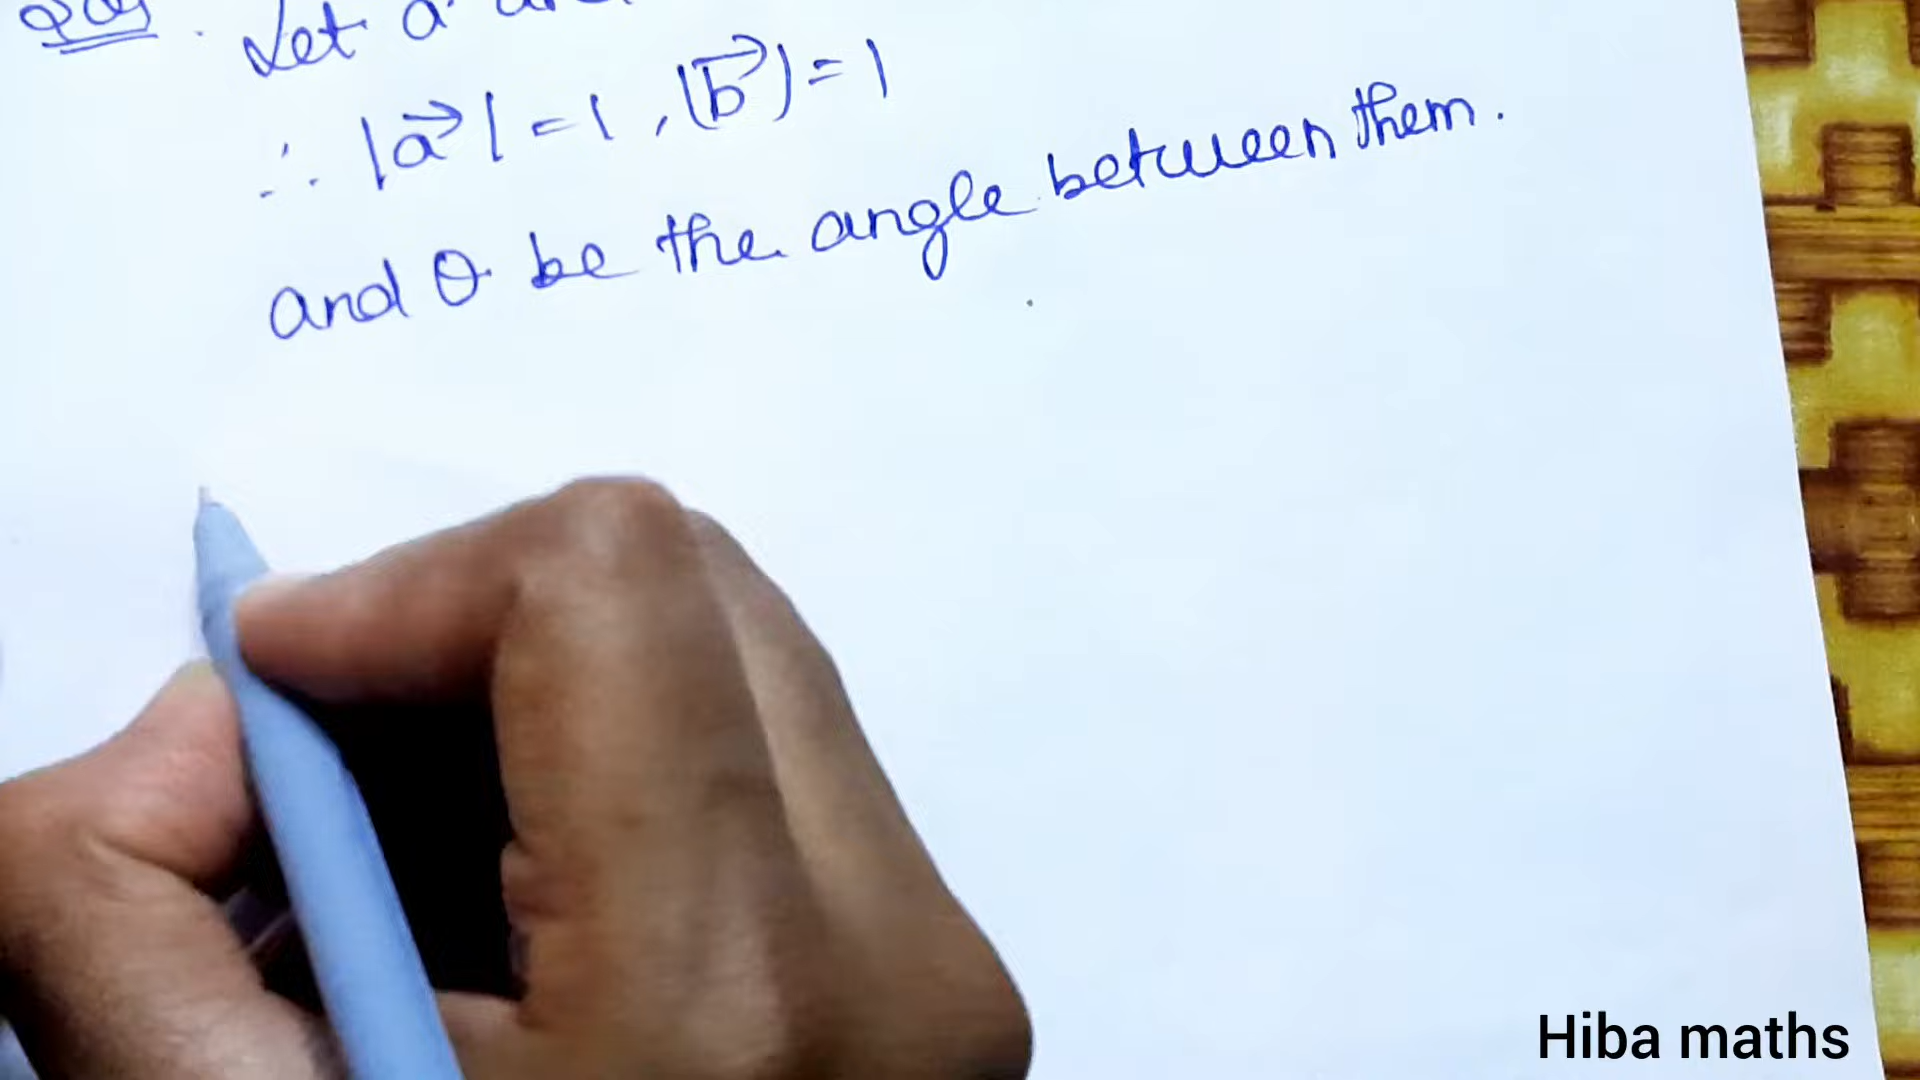 Let a⃗
∴ |a⃗| = 1, |b⃗| = 1
and θ be the angle between them.
Hiba maths